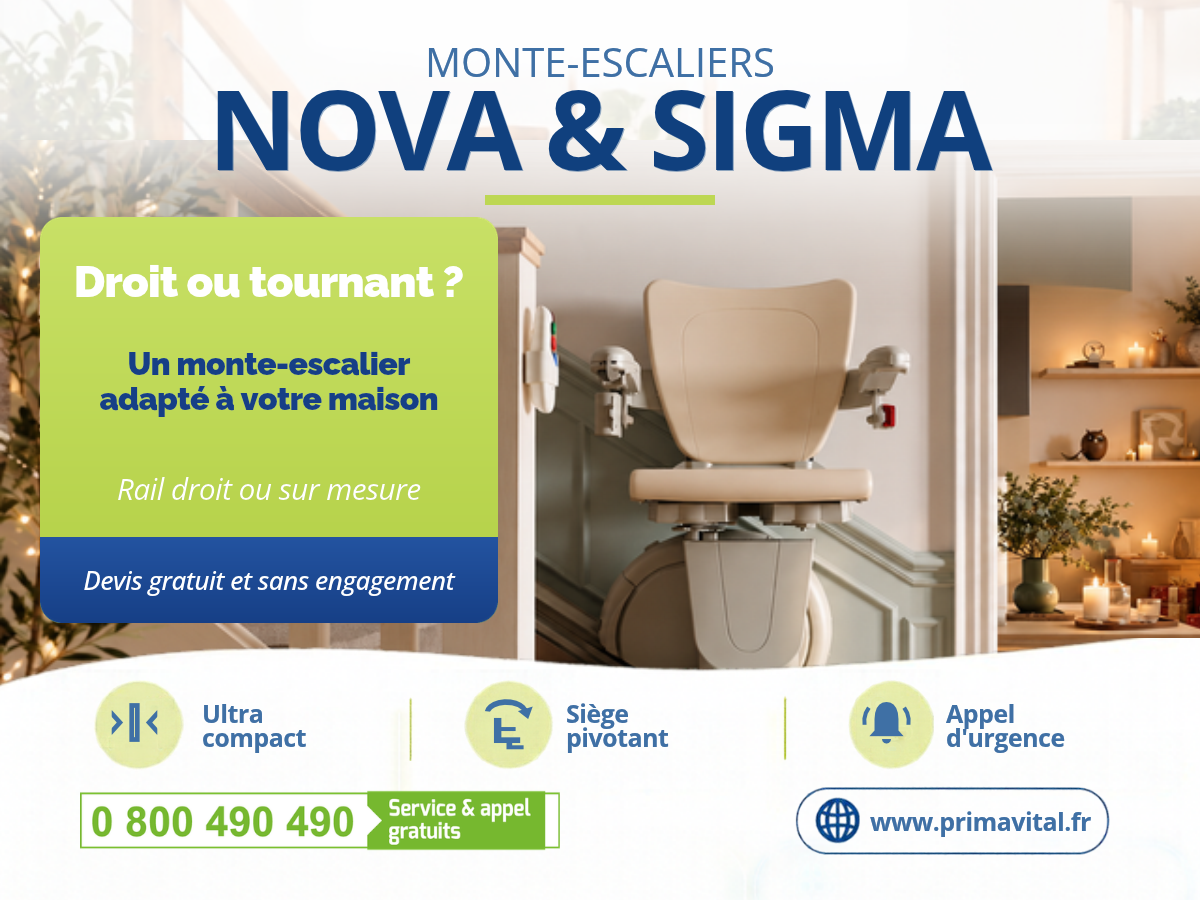 MONTE-ESCALIERS
NOVA & SIGMA
Droit ou tournant ?
Un monte-escalier
adapté à votre maison
Rail droit ou sur mesure
Devis gratuit et sans engagement
Ultra
compact
Siège
pivotant
Appel
d'urgence
0 800 490 490
Service & appel
gratuits
www.primavital.fr